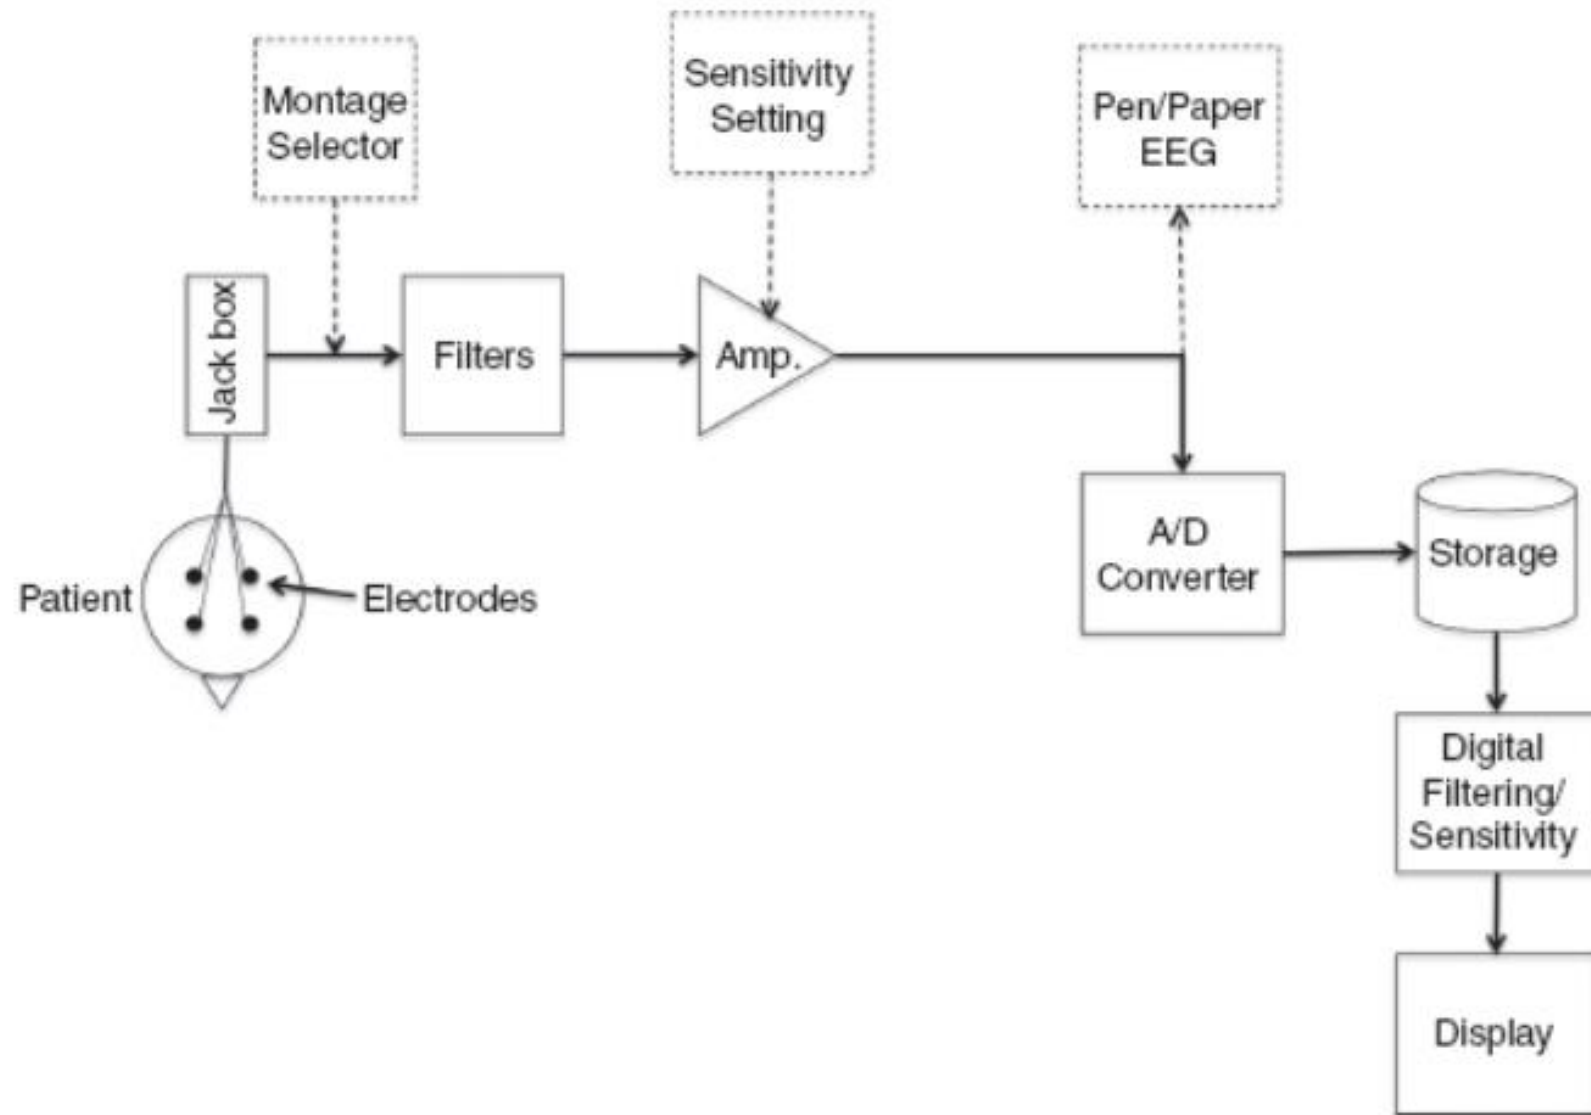 Montage
Selector
Sensitivity
Setting
Pen/Paper
EEG
Jack box
Filters
Amp.
Patient
Electrodes
A/D
Converter
Storage
Digital
Filtering/
Sensitivity
Display